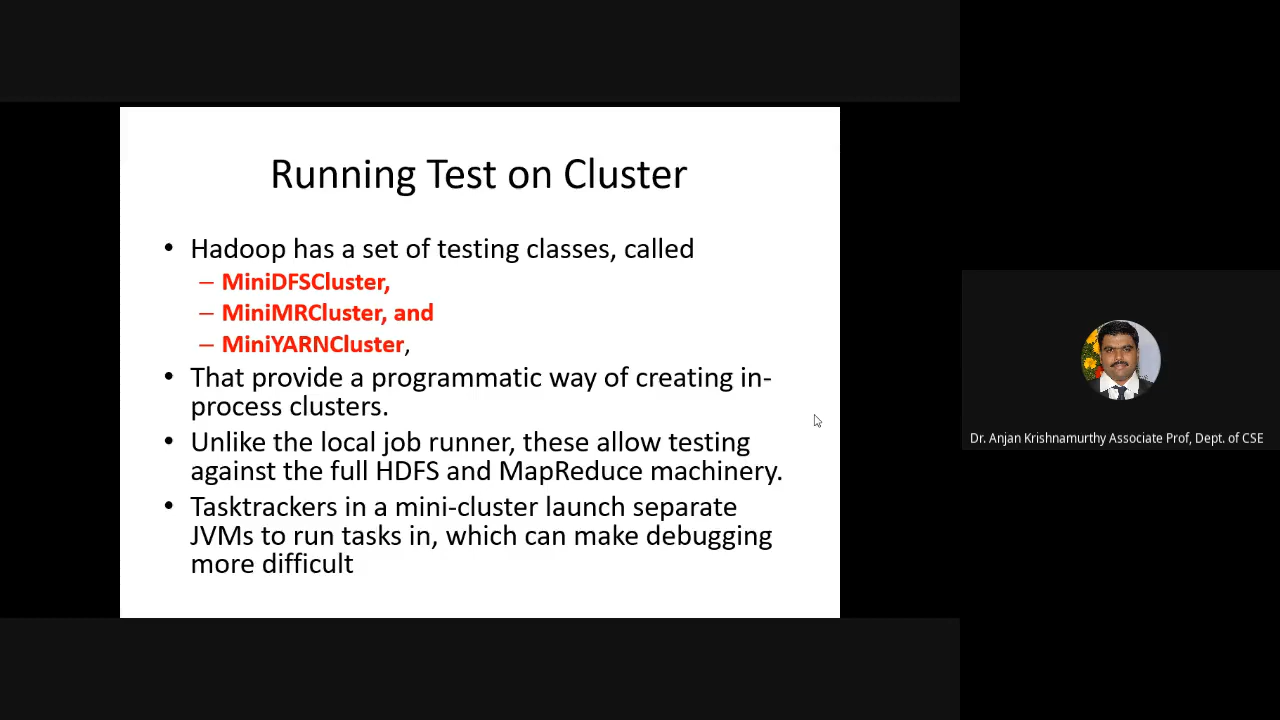 Running Test on Cluster
• Hadoop has a set of testing classes, called
– MiniDFSCluster,
– MiniMRCluster, and
– MiniYARNCluster,
• That provide a programmatic way of creating in-
process clusters.
• Unlike the local job runner, these allow testing
against the full HDFS and MapReduce machinery.
• Tasktrackers in a mini-cluster launch separate
JVMs to run tasks in, which can make debugging
more difficult
Dr. Anjan Krishnamurthy Associate Prof, Dept. of CSE